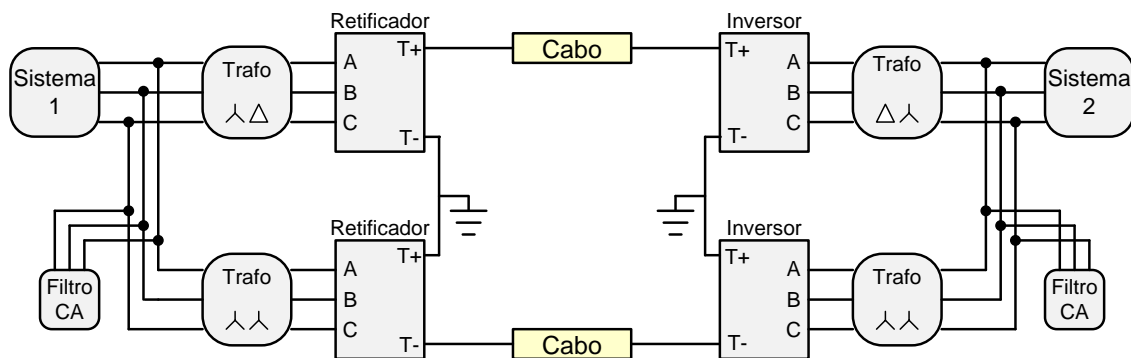 Retificador
Inversor
T+
Cabo
T+
Sistema
1
Trafo
A
B
C
A
B
C
Trafo
Sistema
2
T-
T-
Retificador
Inversor
T+
T+
Filtro
CA
Trafo
A
B
C
A
B
C
Trafo
Filtro
CA
T-
Cabo
T-